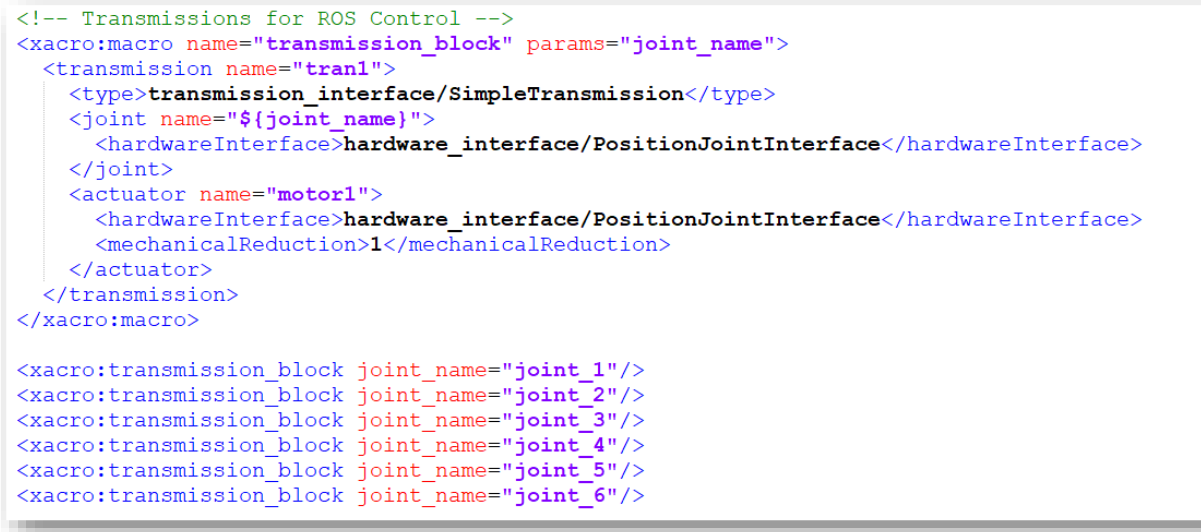 <!-- Transmissions for ROS Control -->
<xacro:macro name="transmission_block" params="joint_name">
  <transmission name="tran1">
    <type>transmission_interface/SimpleTransmission</type>
    <joint name="${joint_name}">
      <hardwareInterface>hardware_interface/PositionJointInterface</hardwareInterface>
    </joint>
    <actuator name="motor1">
      <hardwareInterface>hardware_interface/PositionJointInterface</hardwareInterface>
      <mechanicalReduction>1</mechanicalReduction>
    </actuator>
  </transmission>
</xacro:macro>

<xacro:transmission_block joint_name="joint_1"/>
<xacro:transmission_block joint_name="joint_2"/>
<xacro:transmission_block joint_name="joint_3"/>
<xacro:transmission_block joint_name="joint_4"/>
<xacro:transmission_block joint_name="joint_5"/>
<xacro:transmission_block joint_name="joint_6"/>